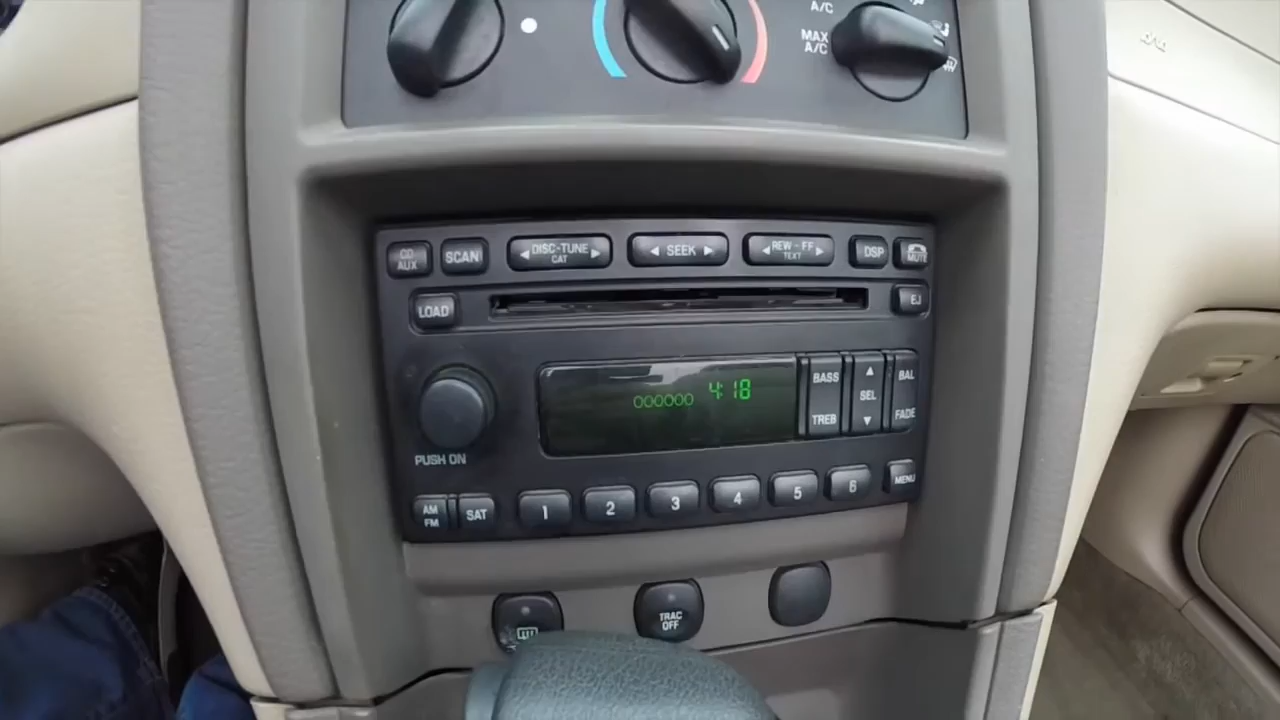 A/C
MAX
A/C
CD
AUX
SCAN
DISC-TUNE
CAT
SEEK
REW - FF
TEXT
DSP
MUTE
LOAD
EJ
000000 4:18
BASS
TREB
SEL
BAL
FADE
PUSH ON
AM
FM
SAT
1
2
3
4
5
6
MENU
TRAC
OFF